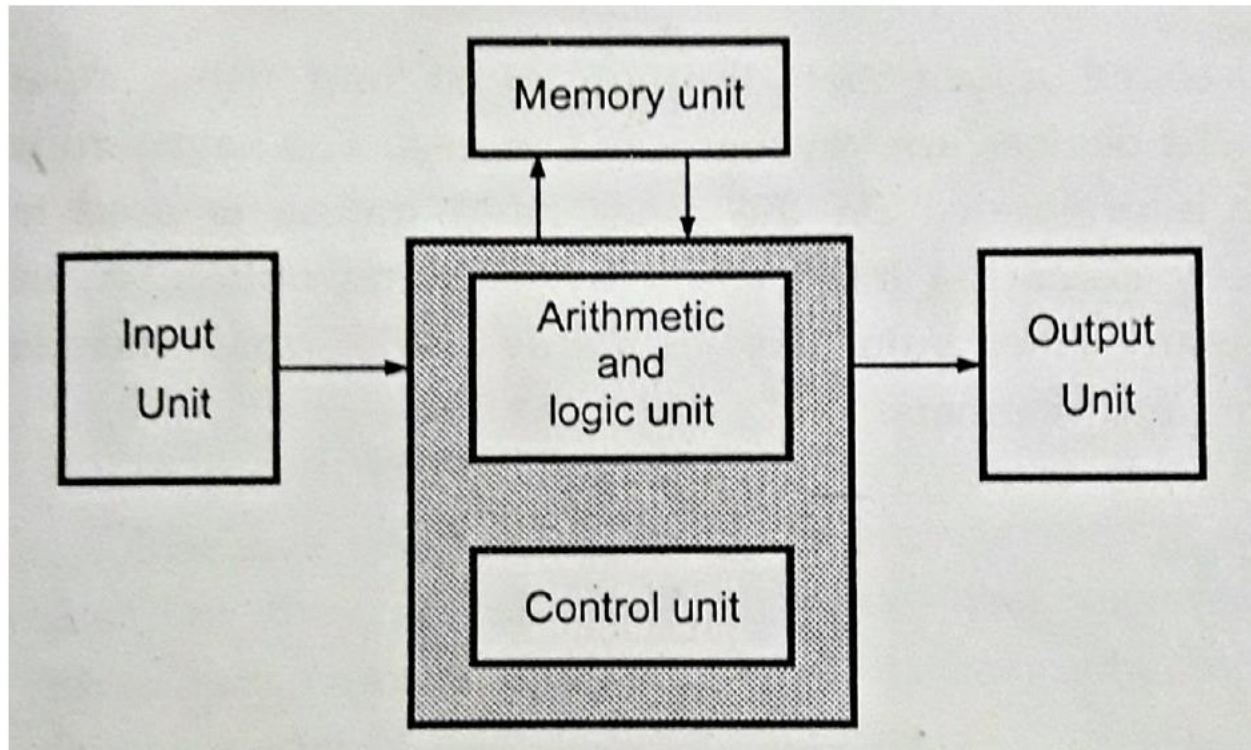 Memory unit
Input
Unit
Arithmetic
and
logic unit
Output
Unit
Control unit